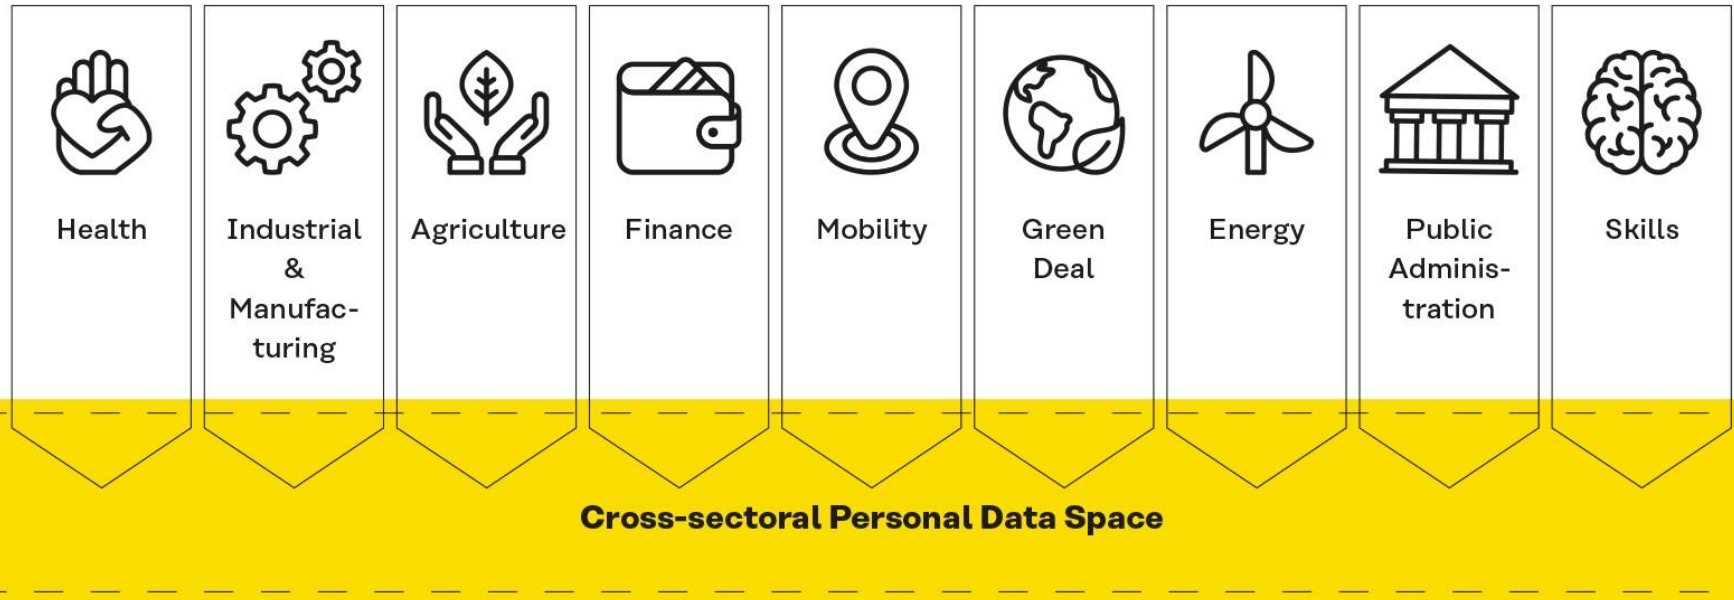 Health
Industrial
&
Manufac-
turing
Agriculture
Finance
Mobility
Green
Deal
Energy
Public
Adminis-
tration
Skills
Cross-sectoral Personal Data Space